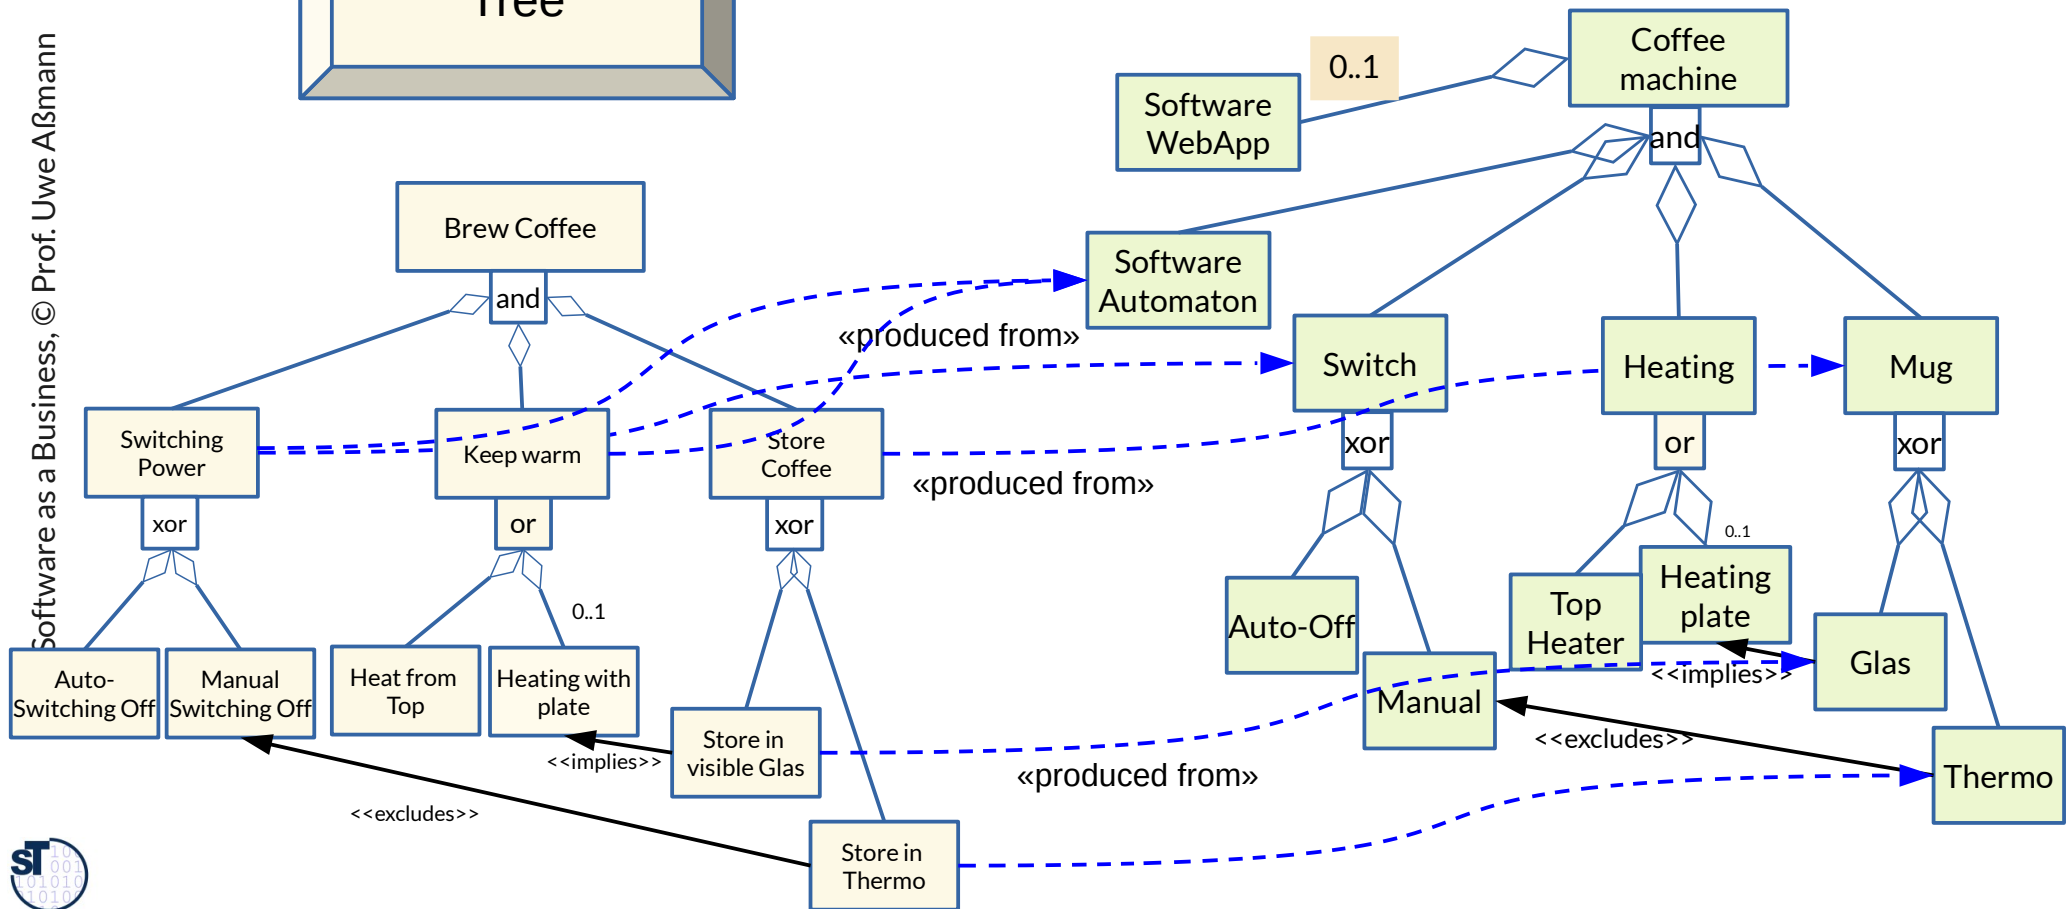 Tree
Software as a Business, © Prof. Uwe Aßmann
Brew Coffee
and
Switching
Power
Keep warm
Store
Coffee
xor
or
xor
Auto-
Switching Off
Manual
Switching Off
Heat from
Top
0..1
Heating with
plate
<<implies>>
Store in
visible Glas
<<excludes>>
Store in
Thermo
«produced from»
«produced from»
«produced from»
Coffee
machine
0..1
Software
WebApp
and
Software
Automaton
Switch
Heating
Mug
xor
or
xor
Auto-Off
Manual
Top
Heater
0..1
Heating
plate
<<implies>>
Glas
<<excludes>>
Thermo
sT